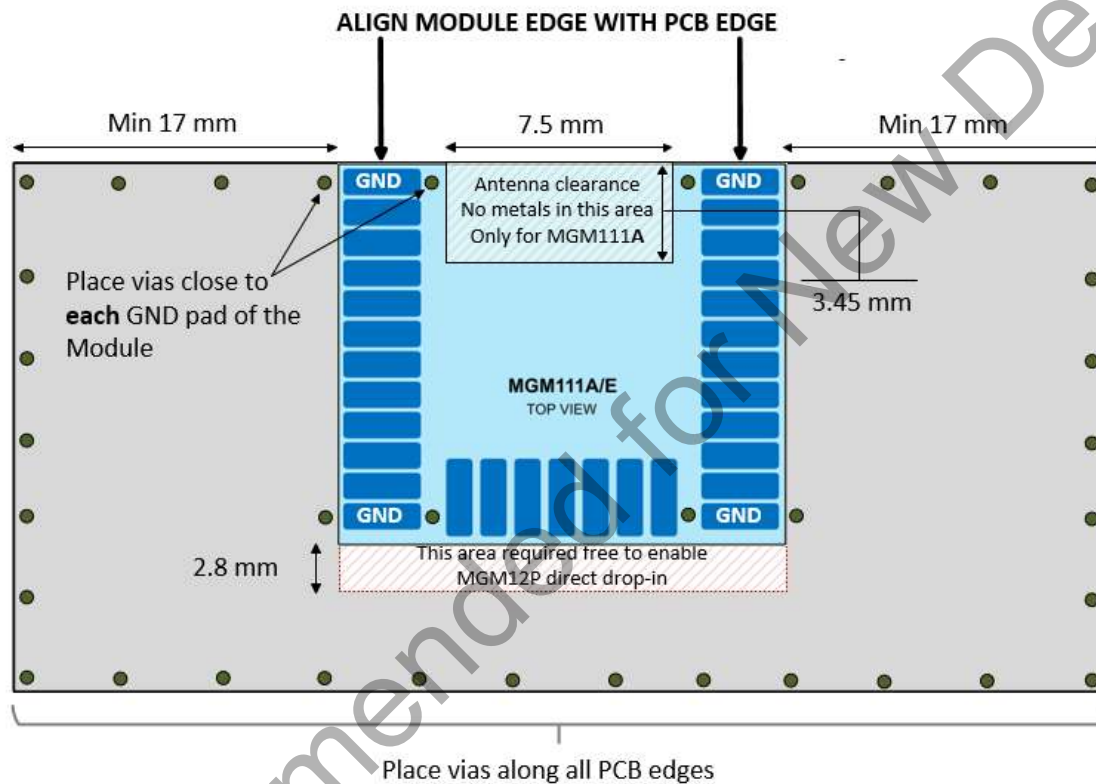 ALIGN MODULE EDGE WITH PCB EDGE
Min 17 mm
7.5 mm
Min 17 mm
GND
Antenna clearance
No metals in this area
Only for MGM111A
GND
Place vias close to
each GND pad of the
Module
3.45 mm
MGM111A/E
TOP VIEW
GND
GND
2.8 mm
This area required free to enable
MGM12P direct drop-in
Place vias along all PCB edges
mended for New De